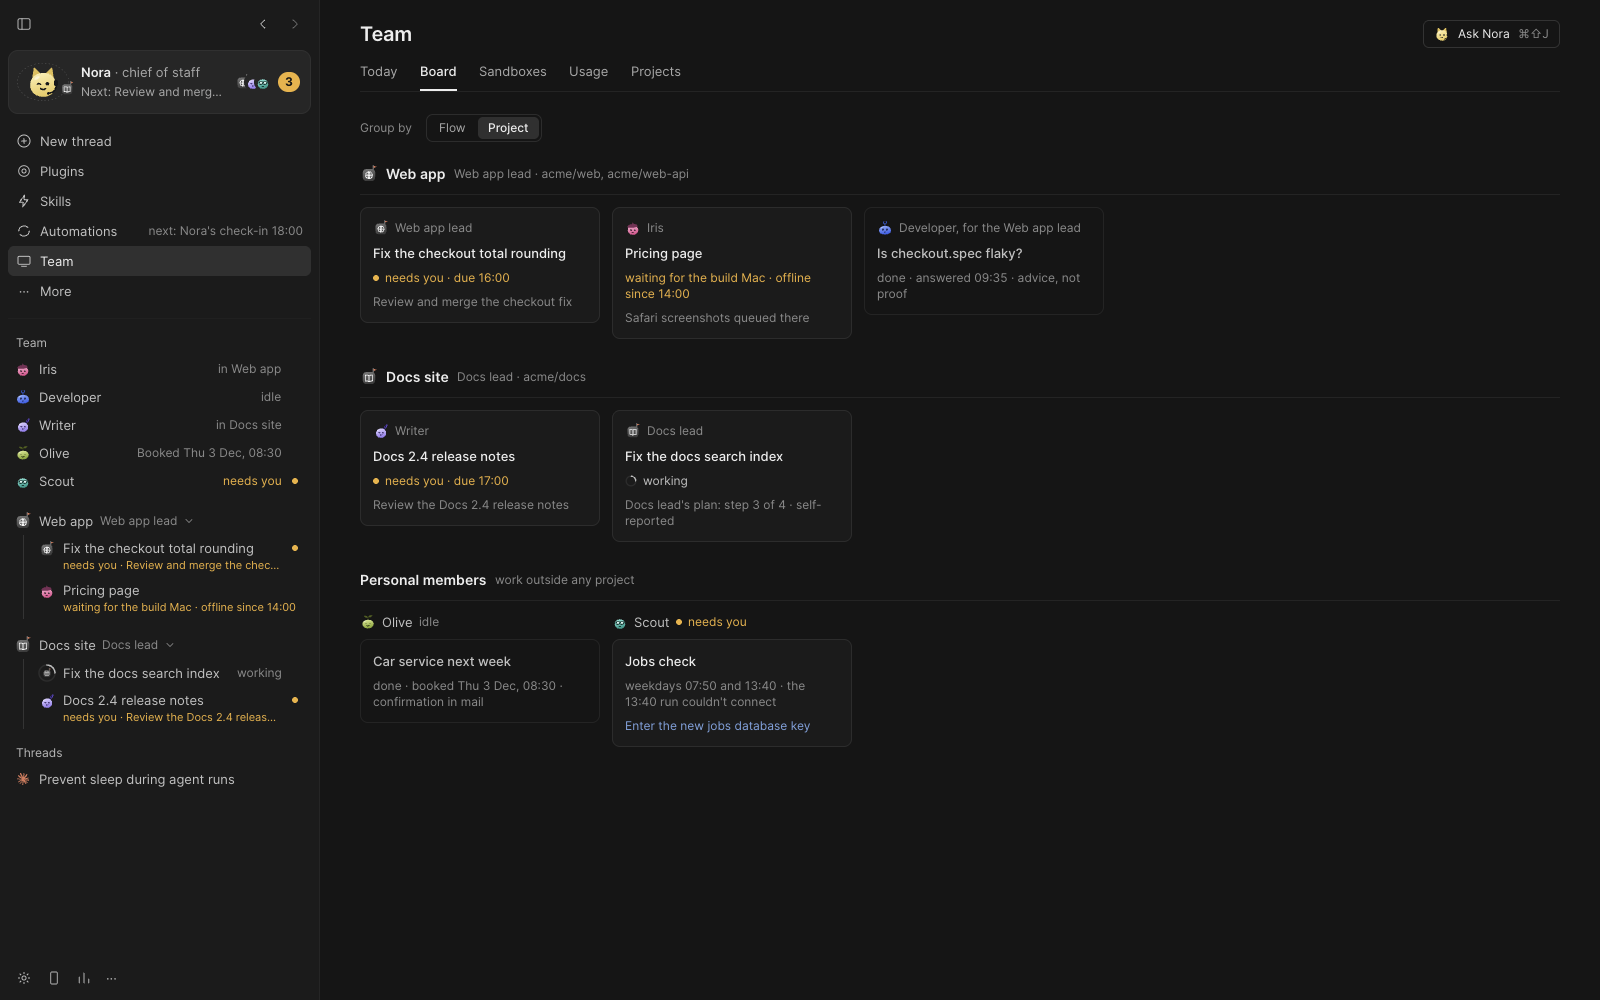 Nora · chief of staff
Next: Review and merg...
3
New thread
Plugins
Skills
Automations
next: Nora's check-in 18:00
Team
More
Team
Iris
in Web app
Developer
idle
Writer
in Docs site
Olive
Booked Thu 3 Dec, 08:30
Scout
needs you
Web app Web app lead
Fix the checkout total rounding
needs you · Review and merge the chec...
Pricing page
waiting for the build Mac · offline since 14:00
Docs site Docs lead
Fix the docs search index
working
Docs 2.4 release notes
needs you · Review the Docs 2.4 releas...
Threads
Prevent sleep during agent runs
Team
Ask Nora ⌘⇧J
Today
Board
Sandboxes
Usage
Projects
Group by
Flow
Project
Web app Web app lead · acme/web, acme/web-api
Web app lead
Fix the checkout total rounding
needs you · due 16:00
Review and merge the checkout fix
Iris
Pricing page
waiting for the build Mac · offline
since 14:00
Safari screenshots queued there
Developer, for the Web app lead
Is checkout.spec flaky?
done · answered 09:35 · advice, not
proof
Docs site Docs lead · acme/docs
Writer
Docs 2.4 release notes
needs you · due 17:00
Review the Docs 2.4 release notes
Docs lead
Fix the docs search index
working
Docs lead's plan: step 3 of 4 · self-
reported
Personal members work outside any project
Olive idle
Car service next week
done · booked Thu 3 Dec, 08:30 ·
confirmation in mail
Scout needs you
Jobs check
weekdays 07:50 and 13:40 · the
13:40 run couldn't connect
Enter the new jobs database key